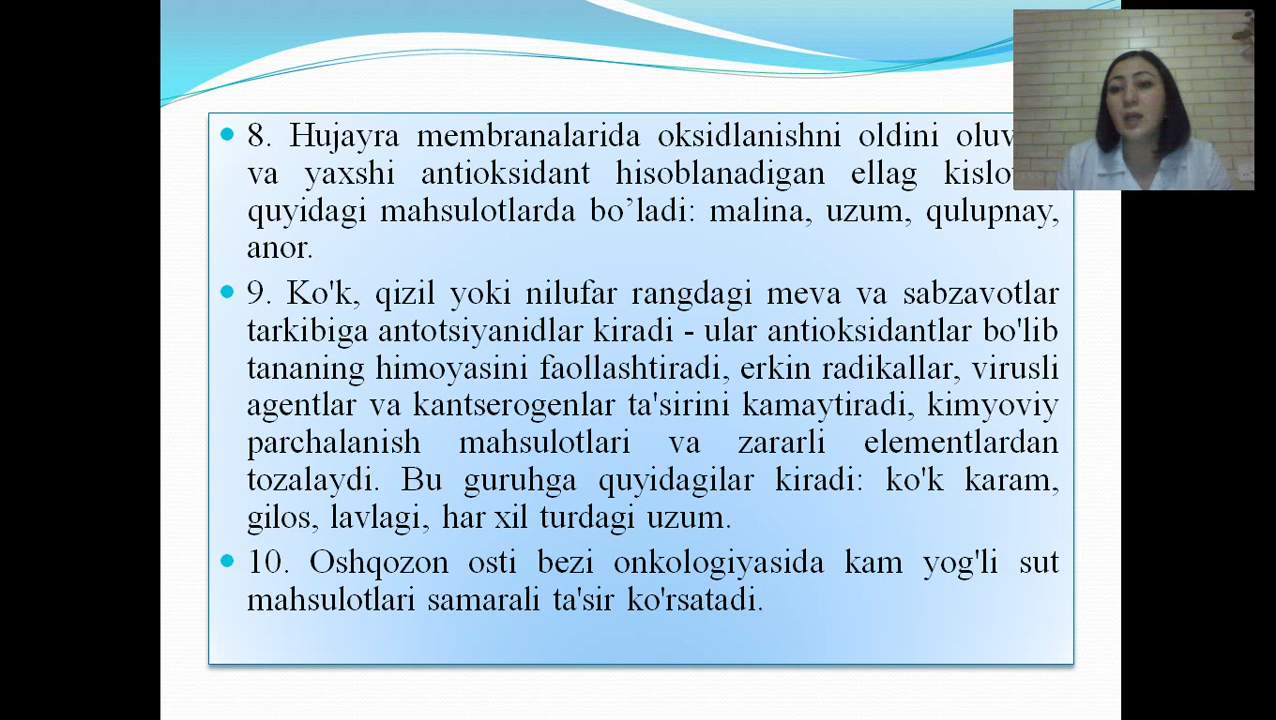 8. Hujayra membranalarida oksidlanishni oldini
va yaxshi antioksidant hisoblanadigan ellag
quyidagi mahsulotlarda bo’ladi: malina, uzum, qulupnay,
anor.
9. Ko'k, qizil yoki nilufar rangdagi meva va sabzavotlar
tarkibiga antotsiyanidlar kiradi - ular antioksidantlar bo'lib
tananing himoyasini faollashtiradi, erkin radikallar, virusli
agentlar va kantserogenlar ta'sirini kamaytiradi, kimyoviy
parchalanish mahsulotlari va zararli elementlardan
tozalaydi. Bu guruhga quyidagilar kiradi: ko'k karam,
gilos, lavlagi, har xil turdagi uzum.
10. Oshqozon osti bezi onkologiyasida kam yog'li sut
mahsulotlari samarali ta'sir ko'rsatadi.